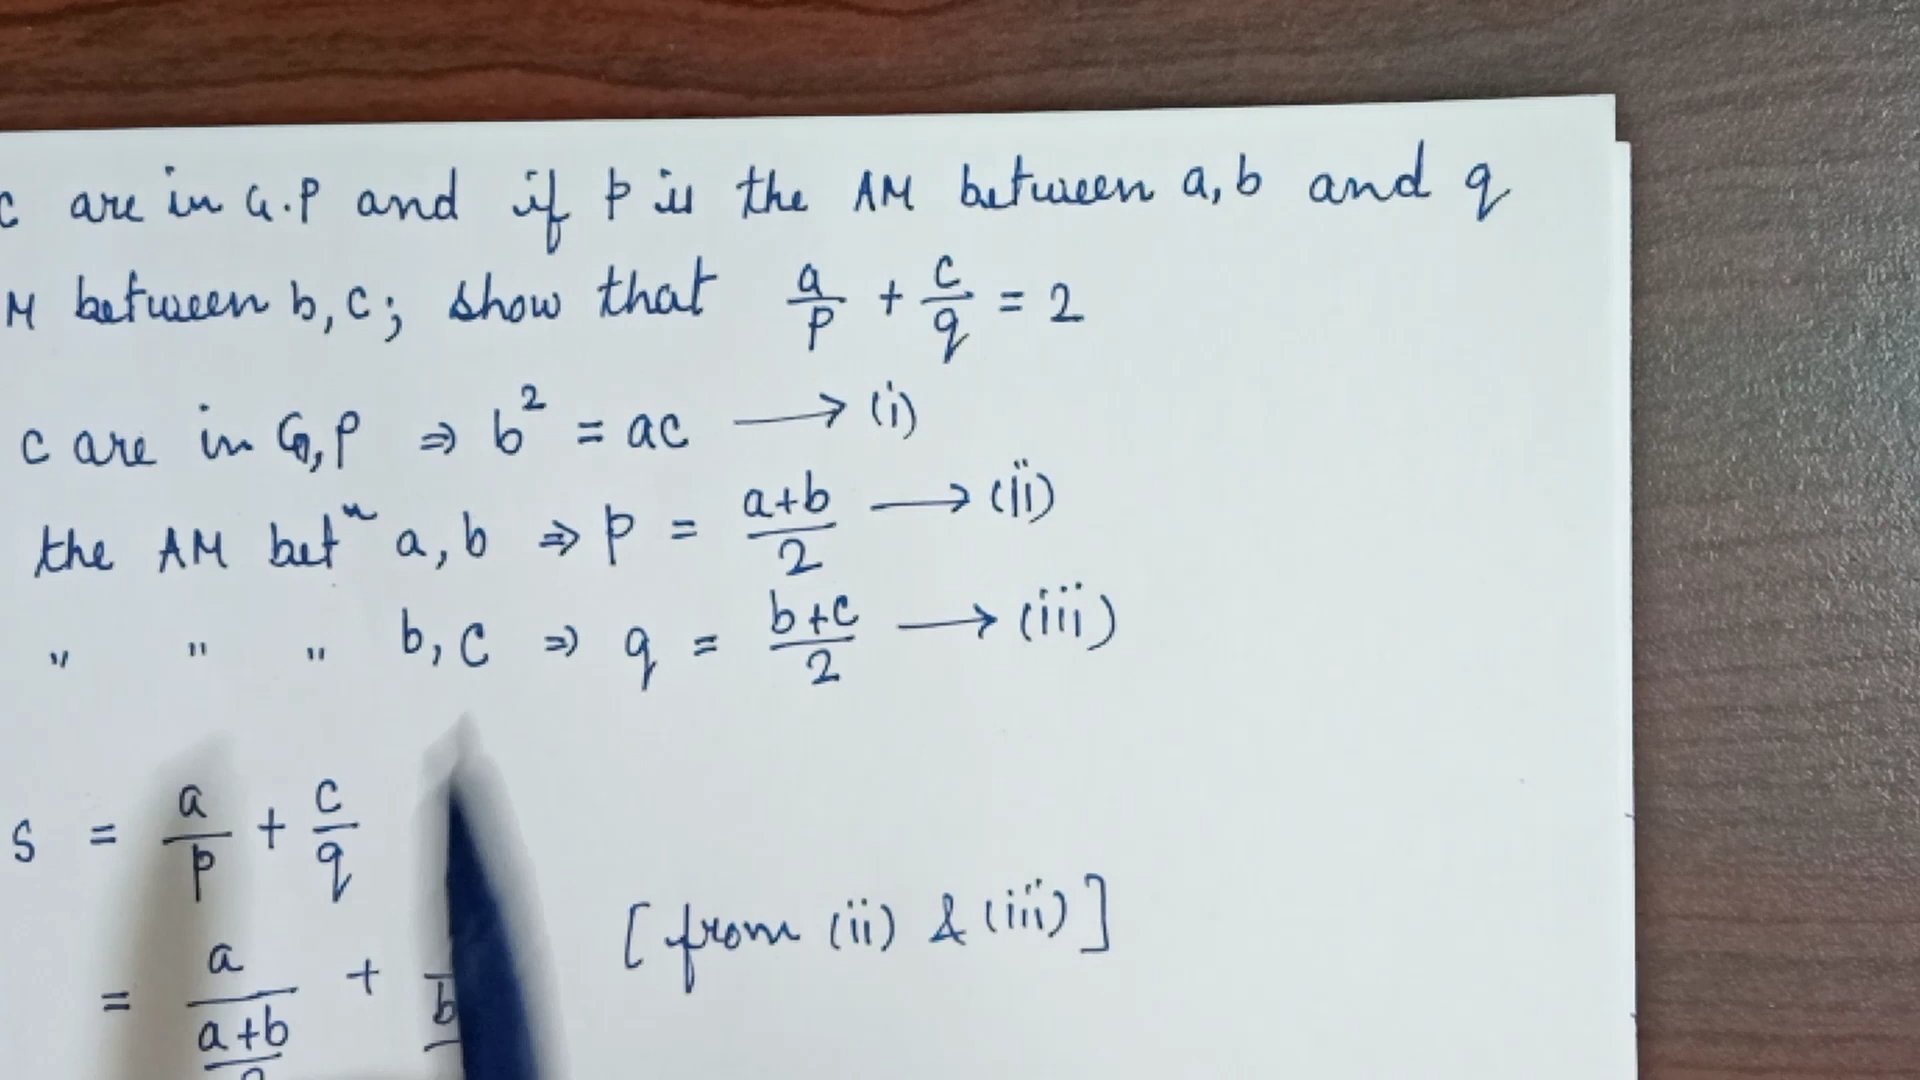 c are in G.P and if p is the AM between a, b and q
M between b, c; show that a/p + c/q = 2
c are in G.P ⇒ b² = ac ⟶ (i)
the AM betⁿ a, b ⇒ p = a+b/2 ⟶ (ii)
" " " b, c ⇒ q = b+c/2 ⟶ (iii)
S = a/p + c/q
= a/(a+b/2) + b [from (ii) & (iii)]